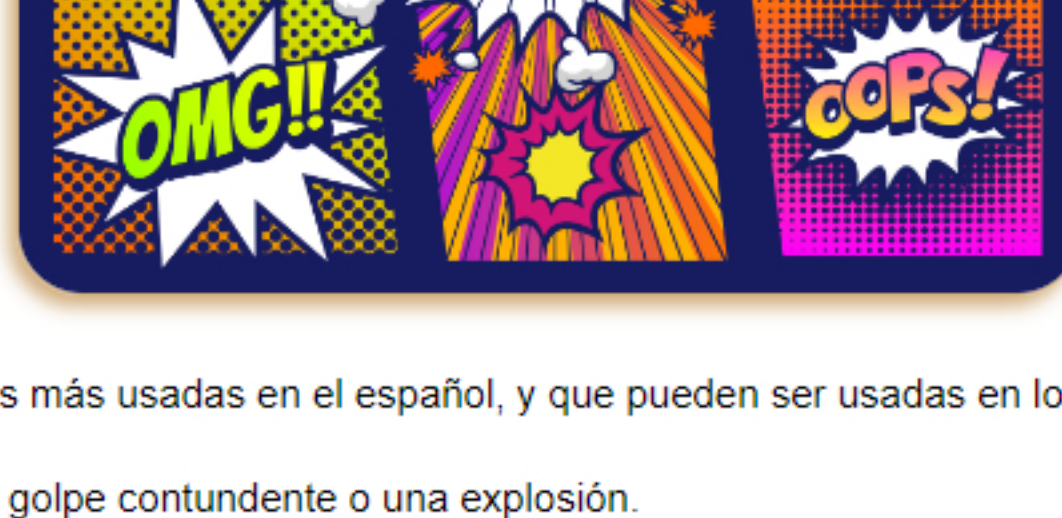 OMG!!
OOPS!
s más usadas en el español, y que pueden ser usadas en lo
golpe contundente o una explosión.